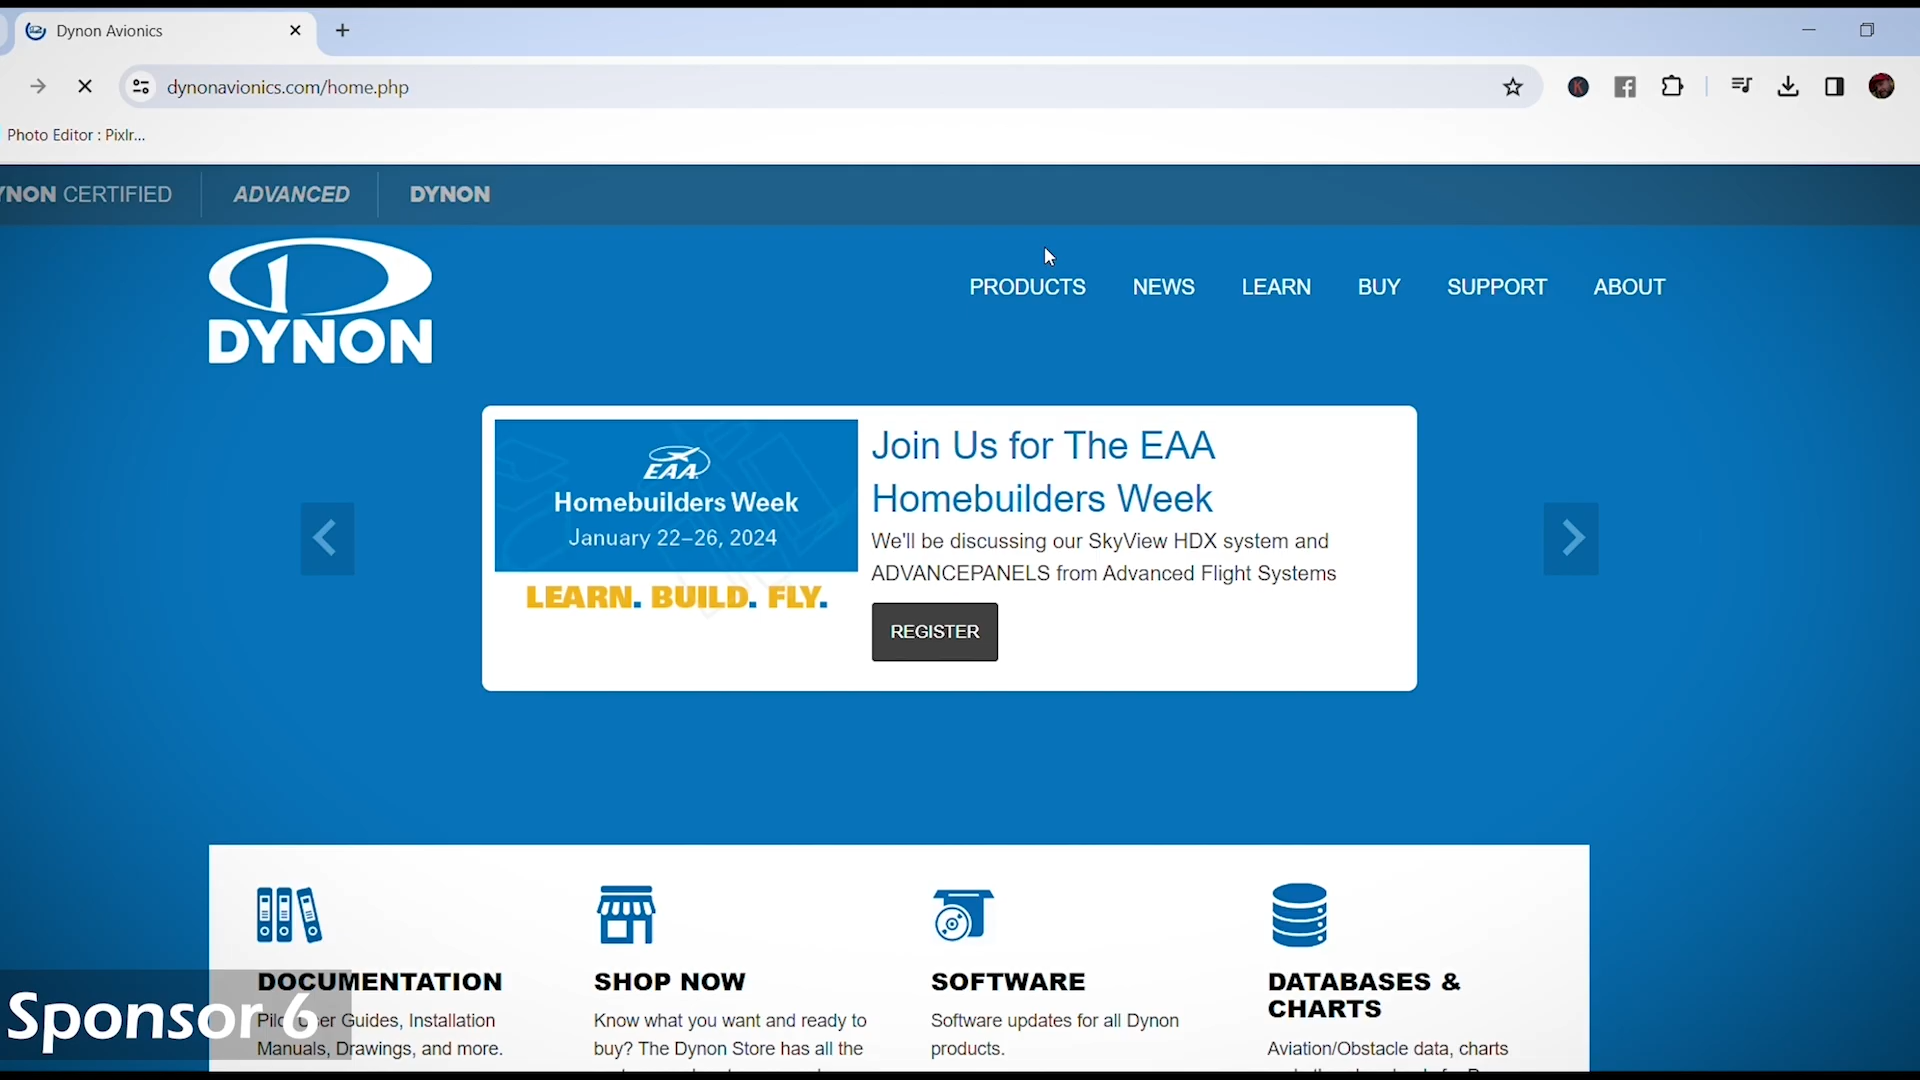 Dynon Avionics
dynonavionics.com/home.php
Photo Editor : Pixlr...
YNON CERTIFIED
ADVANCED
DYNON
DYNON
PRODUCTS
NEWS
LEARN
BUY
SUPPORT
ABOUT
EAA
Homebuilders Week
January 22–26, 2024
LEARN. BUILD. FLY.
Join Us for The EAA
Homebuilders Week
We'll be discussing our SkyView HDX system and
ADVANCEPANELS from Advanced Flight Systems
REGISTER
DOCUMENTATION
Pilot User Guides, Installation
Manuals, Drawings, and more.
SHOP NOW
Know what you want and ready to
buy? The Dynon Store has all the
SOFTWARE
Software updates for all Dynon
products.
DATABASES &
CHARTS
Aviation/Obstacle data, charts
Sponsor 6